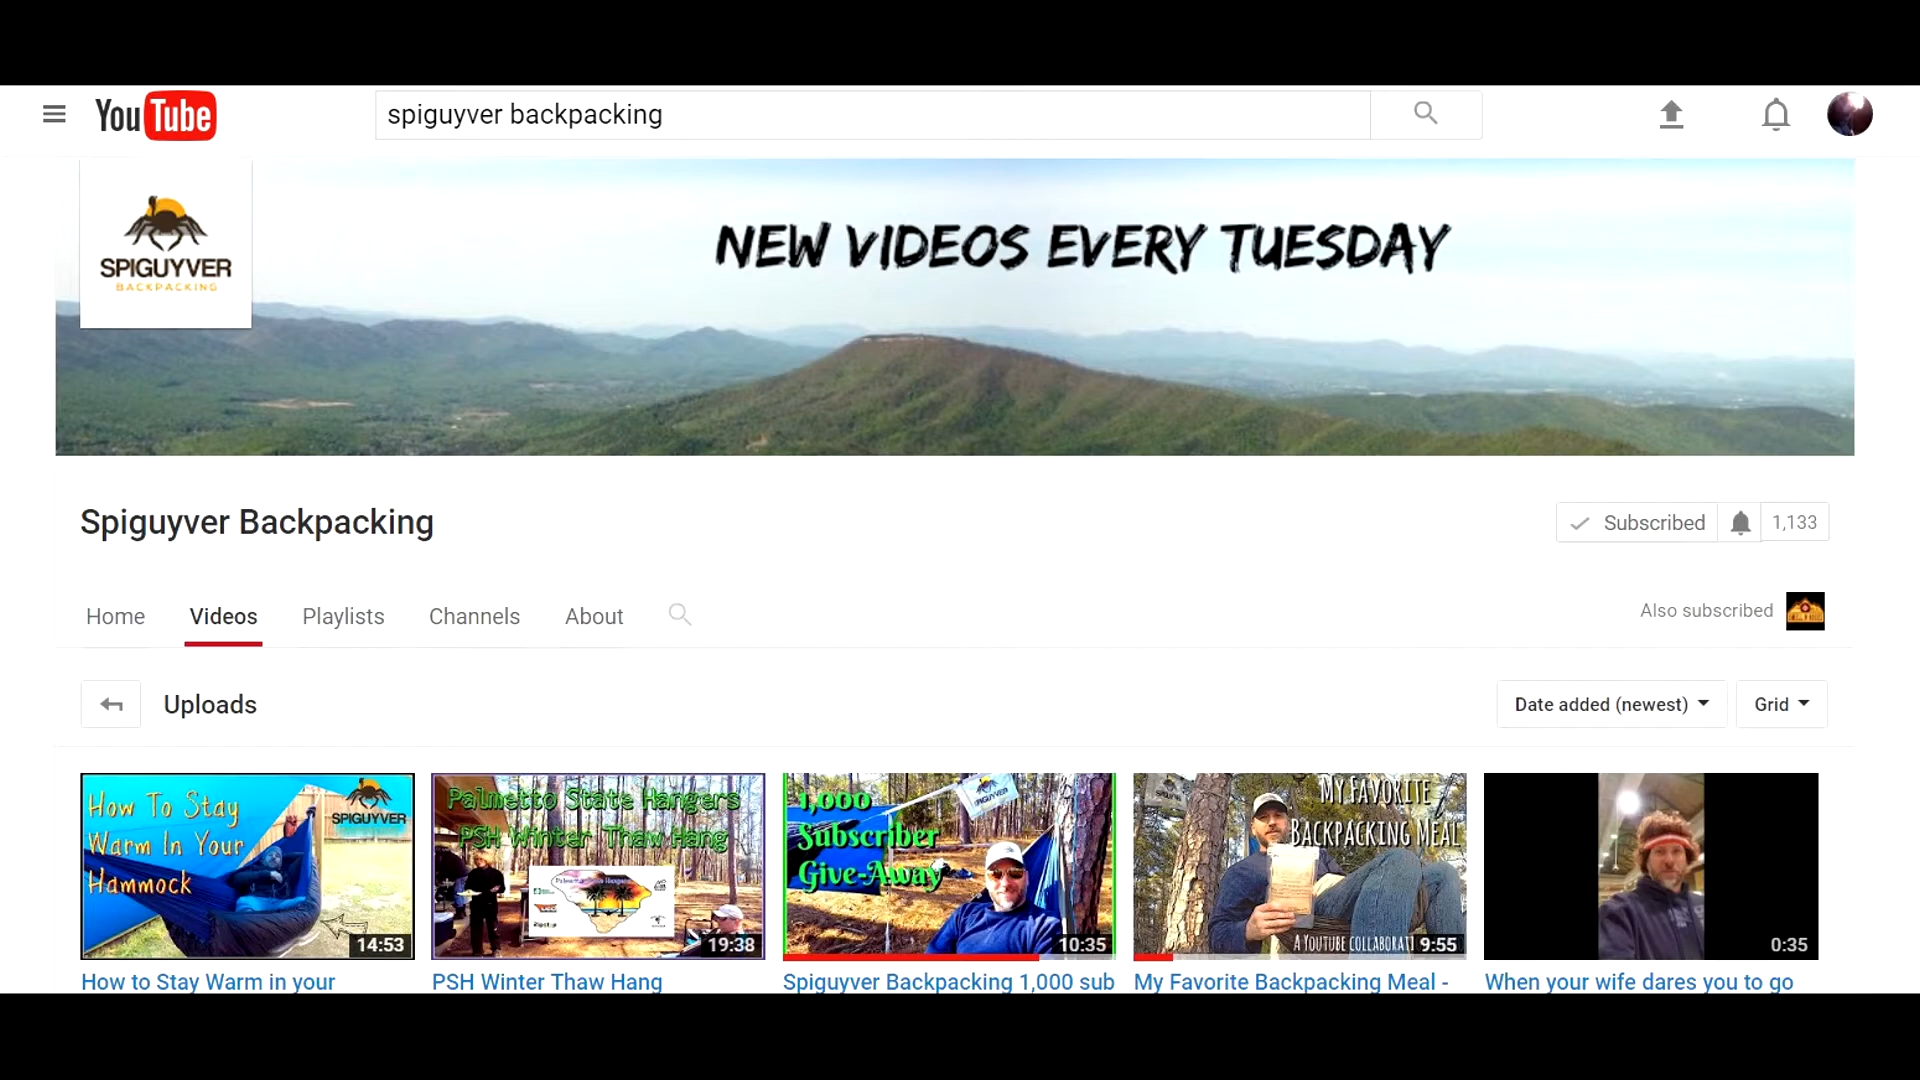 YouTube
spiguyver backpacking
SPIGUYVER
BACKPACKING
NEW VIDEOS EVERY TUESDAY
Spiguyver Backpacking
Subscribed
1,133
Home
Videos
Playlists
Channels
About
Also subscribed
Uploads
Date added (newest)
Grid
How To Stay
Warm In Your
Hammock
SPIGUYVER
14:53
Palmetto State Hangers
PSH Winter Thaw Hang
19:38
1,000
Subscriber
Give-Away
SPIGUYVER
10:35
My Favorite
Backpacking Meal
A YouTube collaborati
9:55
0:35
How to Stay Warm in your
PSH Winter Thaw Hang
Spiguyver Backpacking 1,000 sub
My Favorite Backpacking Meal -
When your wife dares you to go